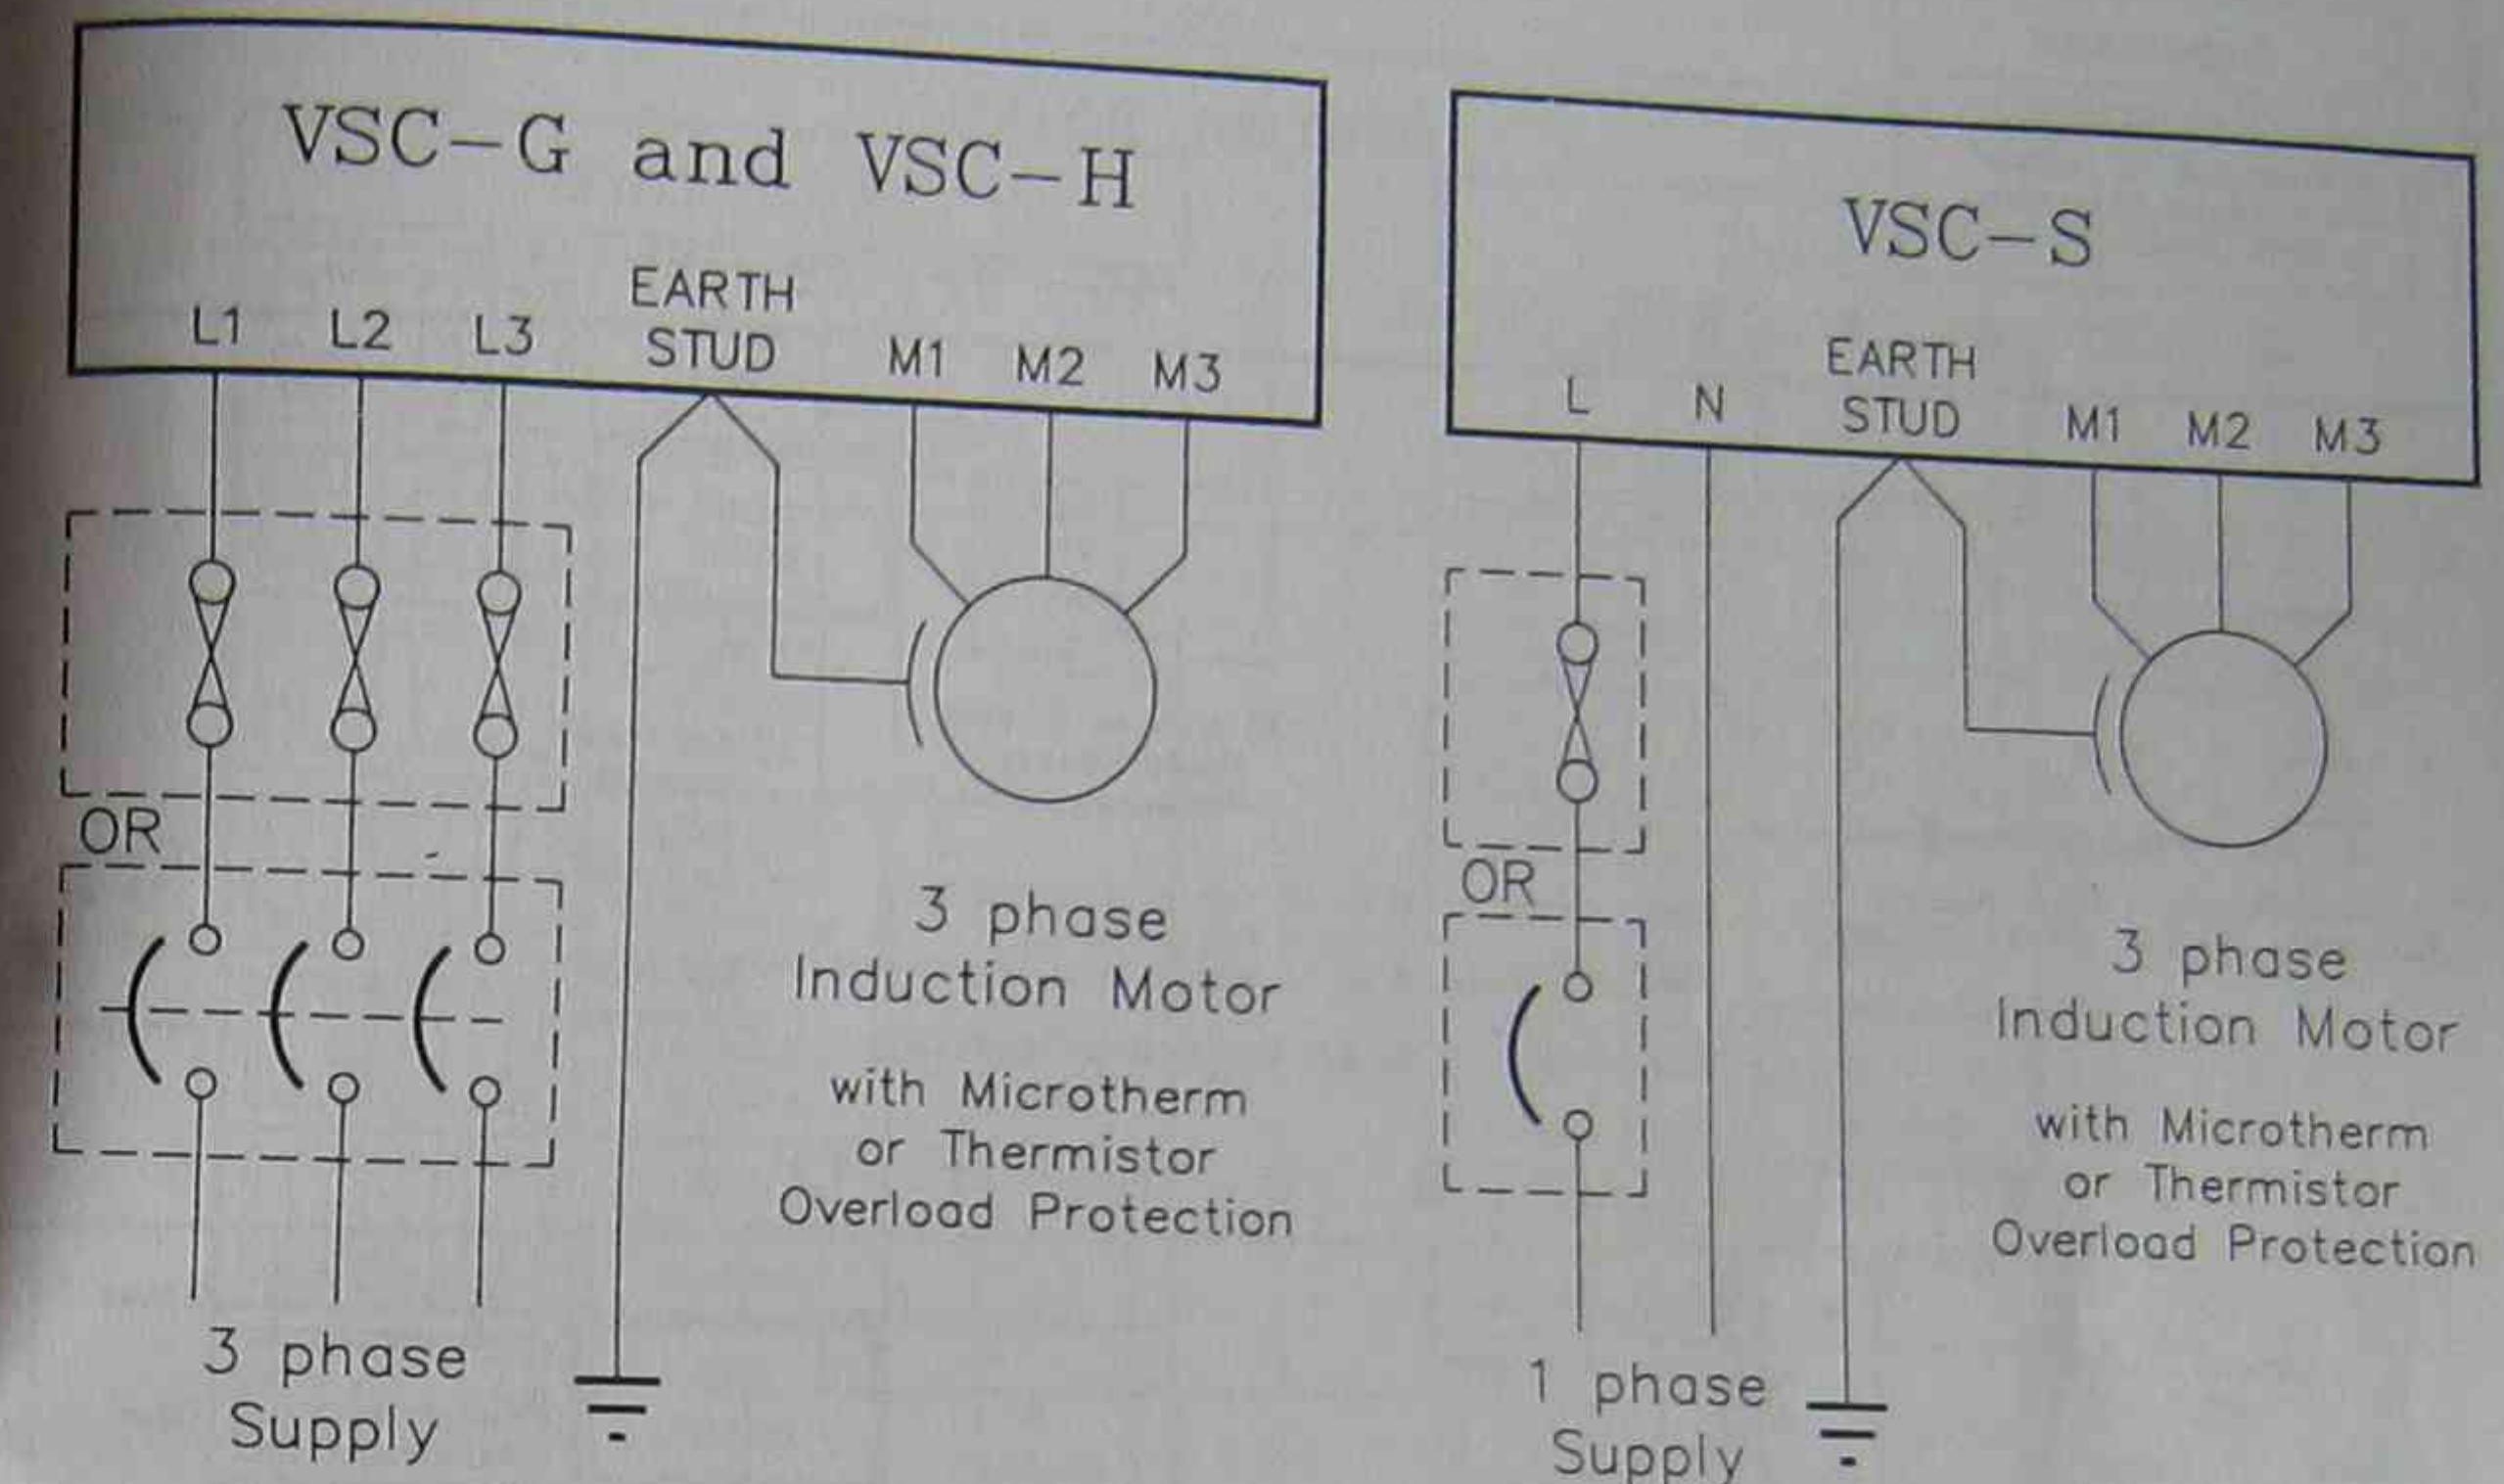 VSC-G and VSC-H
EARTH
STUD
L1 L2 L3 M1 M2 M3
OR
3 phase
Induction Motor
with Microtherm
or Thermistor
Overload Protection
3 phase
Supply
VSC-S
EARTH
STUD
L N M1 M2 M3
OR
3 phase
Induction Motor
with Microtherm
or Thermistor
Overload Protection
1 phase
Supply